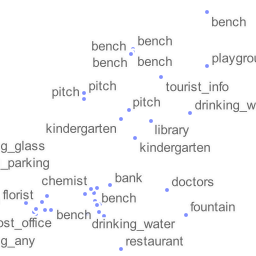 bench
bench
bench
bench
bench
playgrou
tourist_info
pitch
pitch
pitch
drinking_w
kindergarten
library
kindergarten
g_glass
_parking
chemist
bank
doctors
florist
bench
bench
fountain
ost_office
drinking_water
g_any
restaurant